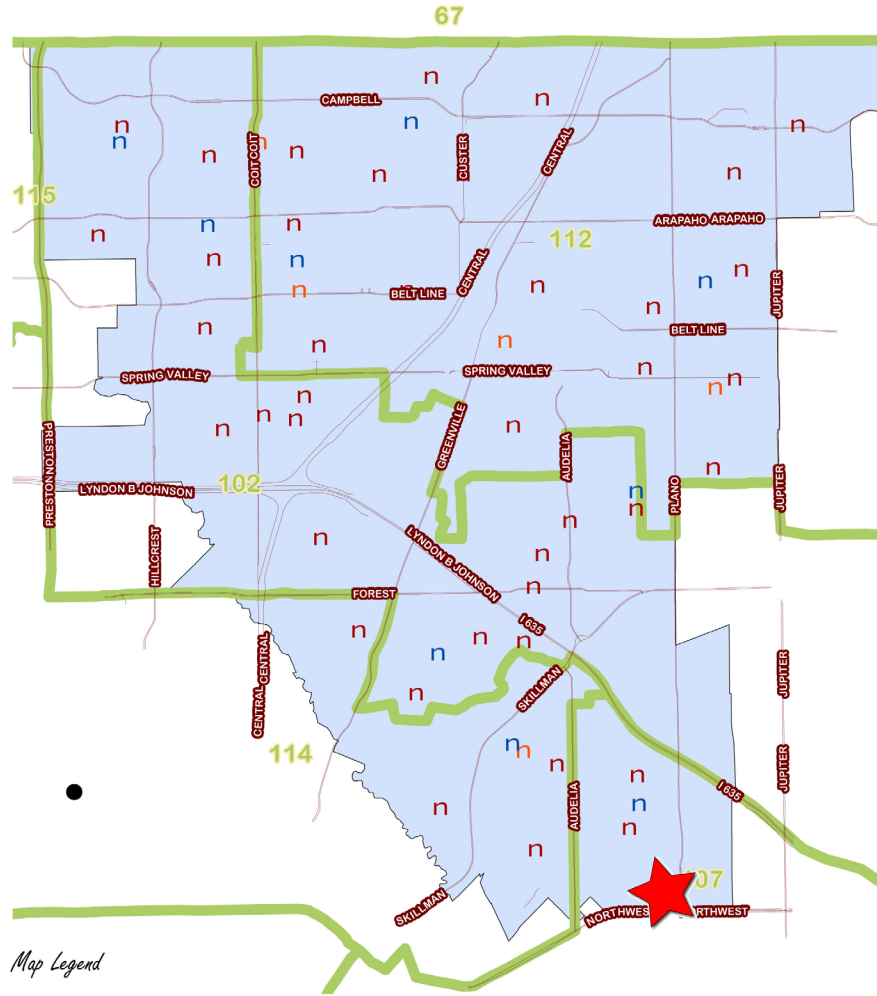 67
n
CAMPBELL
n
n
n
n
n
n
COIT COIT
n
n
n
CUSTER
CENTRAL
n
n
115
n
n
n
112
ARAPAHO ARAPAHO
n
n
CENTRAL
n
n
JUPITER
n
BELT LINE
n
n
n
n
n
BELT LINE
SPRING VALLEY
SPRING VALLEY
n
n
n
n
n
n
n
GREENVILLE
n
AUDELIA
n
PRESTON
PRESTON
LYNDON B JOHNSON
102
n
n
PLANO
JUPITER
HILLCREST
n
LYNDON B JOHNSON
n
n
n
FOREST
I 635
n
n
n
n
n
CENTRAL CENTRAL
SKILLMAN
JUPITER
114
n
n
n
n
n
n
JUPITER
I 635
n
AUDELIA
n
n
07
SKILLMAN
NORTHWES
RTHWEST
Map Legend